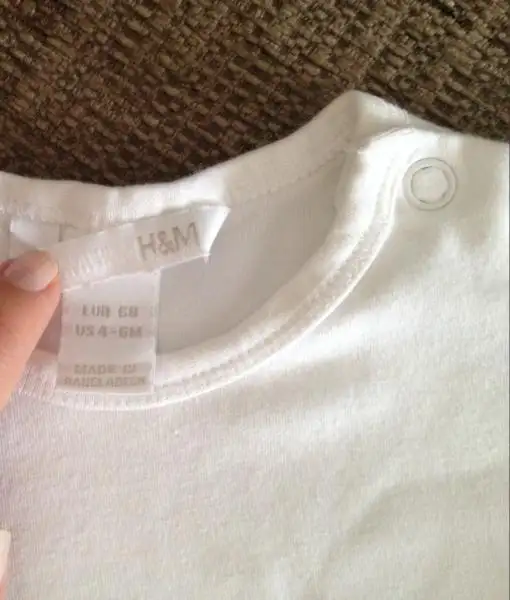 H&M
EUR 68
US 4-6M
MADE IN
BANGLADESH